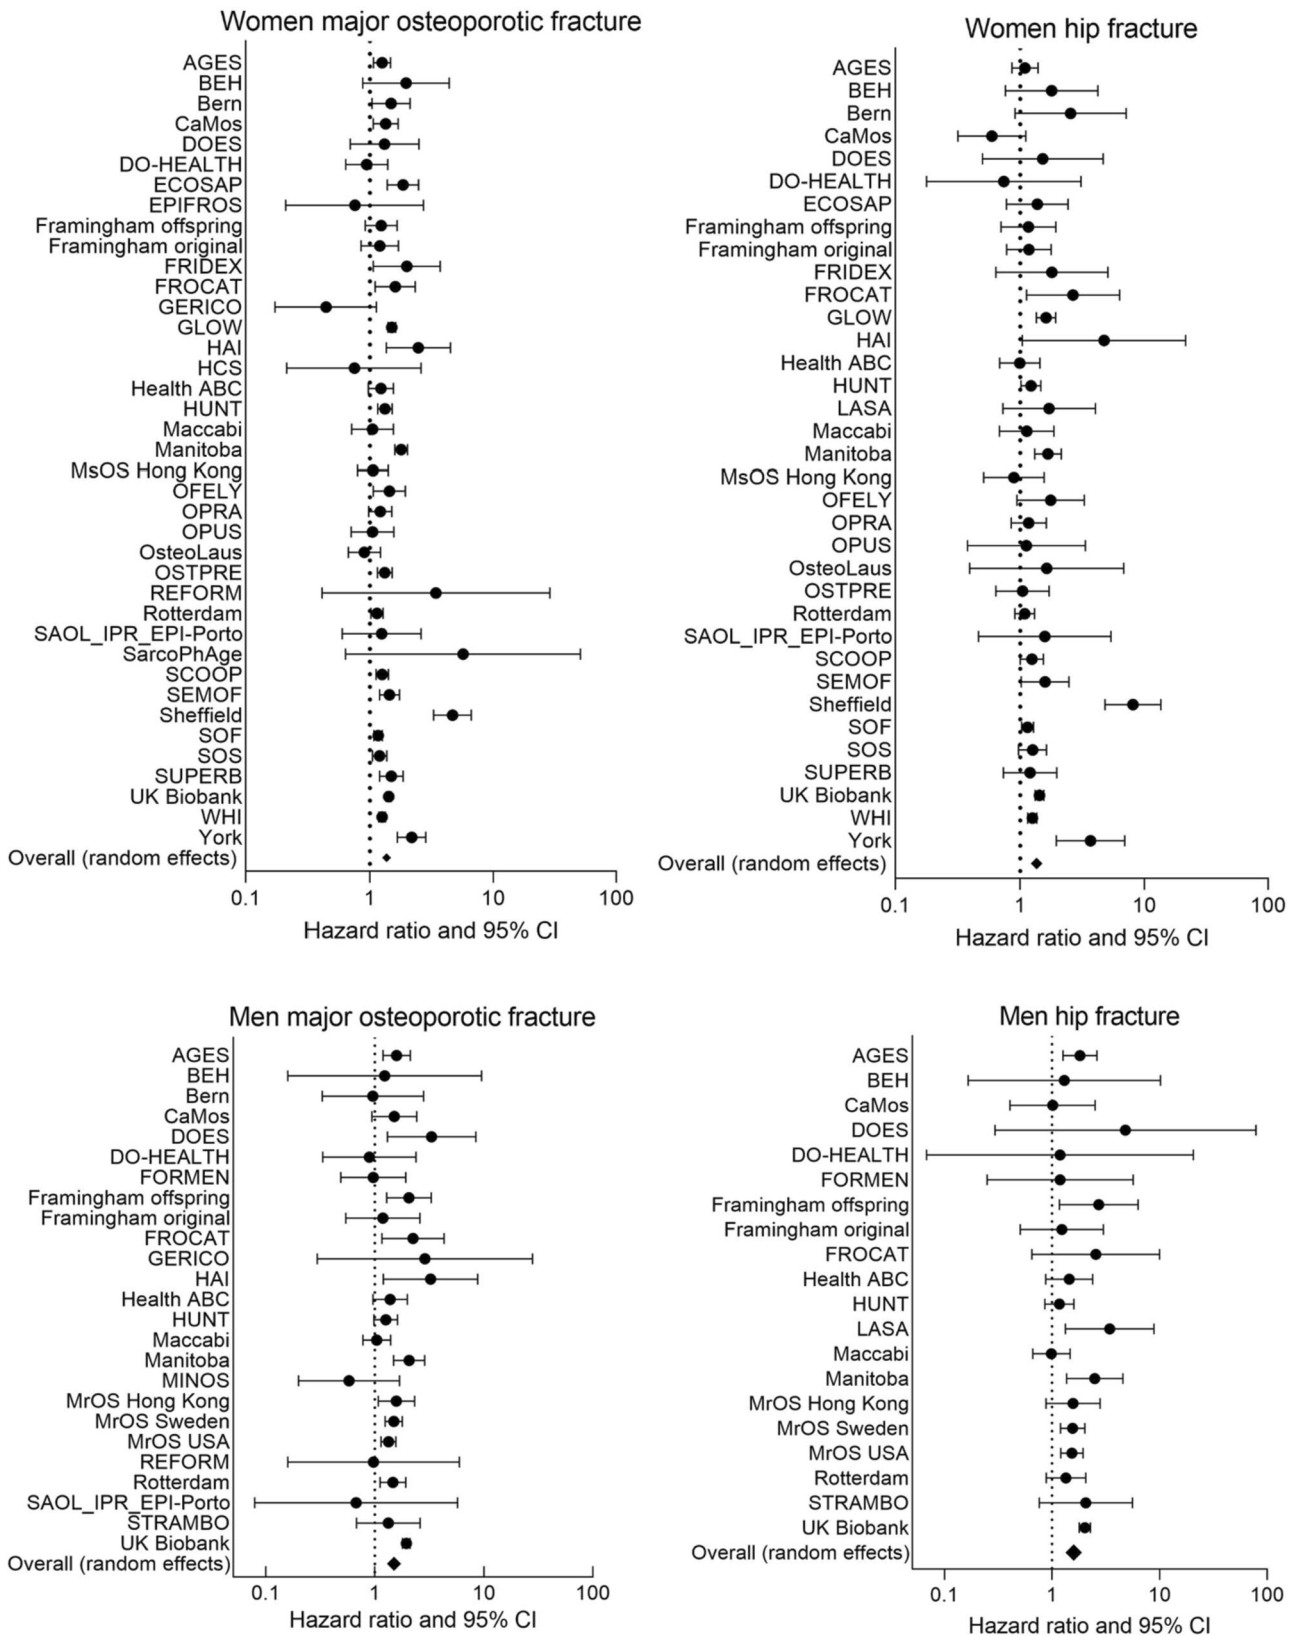 Women major osteoporotic fracture
AGES
BEH
Bern
CaMos
DOES
DO-HEALTH
ECOSAP
EPIFROS
Framingham offspring
Framingham original
FRIDEX
FROCAT
GERICO
GLOW
HAI
HCS
Health ABC
HUNT
Maccabi
Manitoba
MsOS Hong Kong
OFELY
OPRA
OPUS
OsteoLaus
OSTPRE
REFORM
Rotterdam
SAOL_IPR_EPI-Porto
SarcoPhAge
SCOOP
SEMOF
Sheffield
SOF
SOS
SUPERB
UK Biobank
WHI
York
Overall (random effects)
0.1 1 10 100
Hazard ratio and 95% CI
Women hip fracture
AGES
BEH
Bern
CaMos
DOES
DO-HEALTH
ECOSAP
Framingham offspring
Framingham original
FRIDEX
FROCAT
GLOW
HAI
Health ABC
HUNT
LASA
Maccabi
Manitoba
MsOS Hong Kong
OFELY
OPRA
OPUS
OsteoLaus
OSTPRE
Rotterdam
SAOL_IPR_EPI-Porto
SCOOP
SEMOF
Sheffield
SOF
SOS
SUPERB
UK Biobank
WHI
York
Overall (random effects)
0.1 1 10 100
Hazard ratio and 95% CI
Men major osteoporotic fracture
AGES
BEH
Bern
CaMos
DOES
DO-HEALTH
FORMEN
Framingham offspring
Framingham original
FROCAT
GERICO
HAI
Health ABC
HUNT
Maccabi
Manitoba
MINOS
MrOS Hong Kong
MrOS Sweden
MrOS USA
REFORM
Rotterdam
SAOL_IPR_EPI-Porto
STRAMBO
UK Biobank
Overall (random effects)
0.1 1 10 100
Hazard ratio and 95% CI
Men hip fracture
AGES
BEH
CaMos
DOES
DO-HEALTH
FORMEN
Framingham offspring
Framingham original
FROCAT
Health ABC
HUNT
LASA
Maccabi
Manitoba
MrOS Hong Kong
MrOS Sweden
MrOS USA
Rotterdam
STRAMBO
UK Biobank
Overall (random effects)
0.1 1 10 100
Hazard ratio and 95% CI